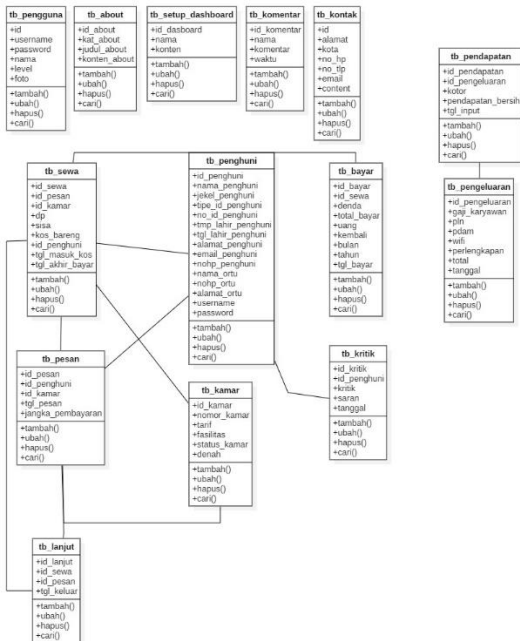 tb_pengguna
+id
+username
+password
+nama
+level
+foto
+tambah()
+ubah()
+hapus()
+cari()
tb_about
+id_about
+kat_about
+judul_about
+konten_about
+tambah()
+ubah()
+hapus()
+cari()
tb_setup_dashboard
+id_dasboard
+nama
+konten
+tambah()
+ubah()
+hapus()
+cari()
tb_komentar
+id_komentar
+nama
+komentar
+waktu
+tambah()
+ubah()
+hapus()
+cari()
tb_kontak
+id
+alamat
+kota
+no_hp
+no_tlp
+email
+content
+tambah()
+ubah()
+hapus()
+cari()
tb_pendapatan
+id_pendapatan
+id_pengeluaran
+kotor
+pendapatan_bersih
+tgl_input
+tambah()
+ubah()
+hapus()
+cari()
tb_sewa
+id_sewa
+id_pesan
+id_kamar
+dp
+sisa
+kos_bareng
+id_penghuni
+tgl_masuk_kos
+tgl_akhir_bayar
+tambah()
+ubah()
+hapus()
+cari()
tb_penghuni
+id_penghuni
+nama_penghuni
+jekel_penghuni
+tipe_id_penghuni
+no_id_penghuni
+tmp_lahir_penghuni
+tgl_lahir_penghuni
+alamat_penghuni
+email_penghuni
+nohp_penghuni
+nama_ortu
+nohp_ortu
+alamat_ortu
+username
+password
+tambah()
+ubah()
+hapus()
+cari()
tb_bayar
+id_bayar
+id_sewa
+denda
+total_bayar
+uang
+kembali
+bulan
+tahun
+tgl_bayar
+tambah()
+ubah()
+hapus()
+cari()
tb_pengeluaran
+id_pengeluaran
+gaji_karyawan
+pln
+pdam
+wifi
+perlengkapan
+total
+tanggal
+tambah()
+ubah()
+hapus()
+cari()
tb_pesan
+id_pesan
+id_penghuni
+id_kamar
+tgl_pesan
+jangka_pembayaran
+tambah()
+ubah()
+hapus()
+cari()
tb_kamar
+id_kamar
+nomor_kamar
+tarif
+fasilitas
+status_kamar
+denah
+tambah()
+ubah()
+hapus()
+cari()
tb_kritik
+id_kritik
+id_penghuni
+kritik
+saran
+tanggal
+tambah()
+ubah()
+hapus()
+cari()
tb_lanjut
+id_lanjut
+id_sewa
+id_pesan
+tgl_keluar
+tambah()
+ubah()
+hapus()
+cari()